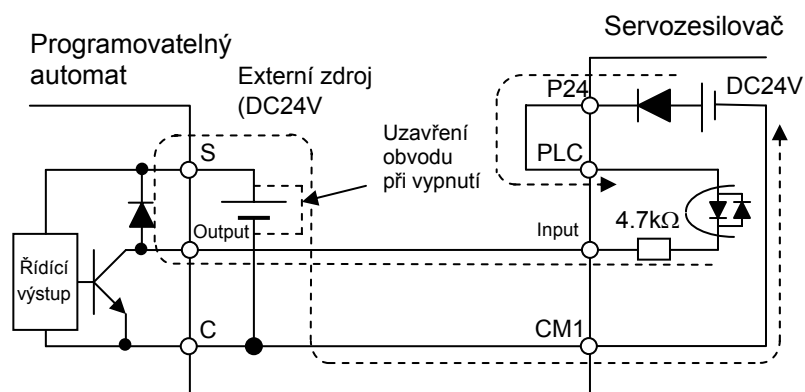 Programovatelný
automat
Servozesilovač
Externí zdroj
(DC24V
P24
DC24V
Uzavření
obvodu
při vypnutí
S
PLC
Output
Input
4.7kΩ
Řídící
výstup
C
CM1